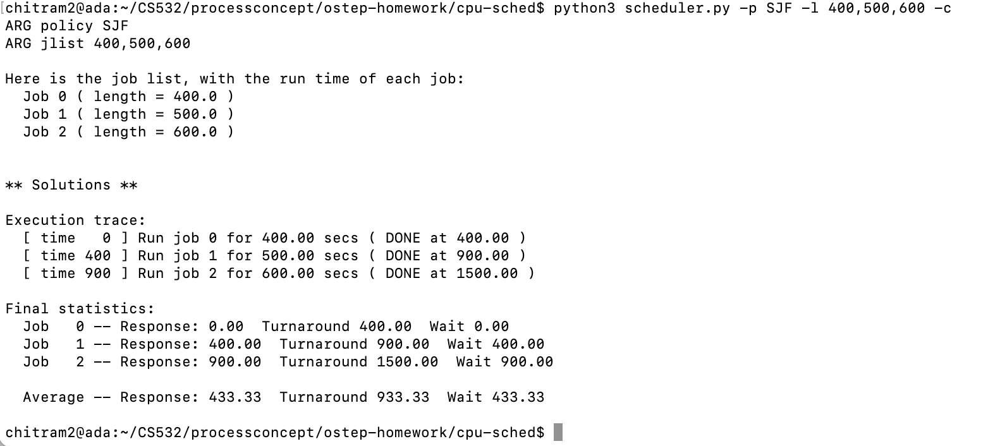 [chitram2@ada:~/CS532/processconcept/ostep-homework/cpu-sched$ python3 scheduler.py -p SJF -l 400,500,600 -c
ARG policy SJF
ARG jlist 400,500,600

Here is the job list, with the run time of each job:
  Job 0 ( length = 400.0 )
  Job 1 ( length = 500.0 )
  Job 2 ( length = 600.0 )


** Solutions **

Execution trace:
  [ time   0 ] Run job 0 for 400.00 secs ( DONE at 400.00 )
  [ time 400 ] Run job 1 for 500.00 secs ( DONE at 900.00 )
  [ time 900 ] Run job 2 for 600.00 secs ( DONE at 1500.00 )

Final statistics:
  Job   0 -- Response: 0.00  Turnaround 400.00  Wait 0.00
  Job   1 -- Response: 400.00  Turnaround 900.00  Wait 400.00
  Job   2 -- Response: 900.00  Turnaround 1500.00  Wait 900.00

  Average -- Response: 433.33  Turnaround 933.33  Wait 433.33

chitram2@ada:~/CS532/processconcept/ostep-homework/cpu-sched$